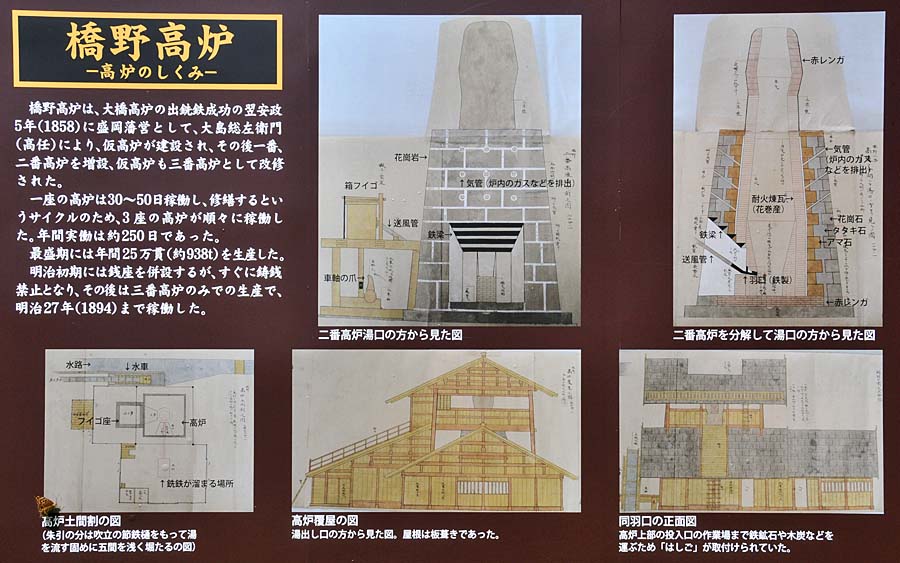 橋野高炉
－高炉のしくみ－
橋野高炉は、大橋高炉の出銑鉄成功の翌安政
5年(1858)に盛岡藩営として、大島総左衛門
(高任)により、仮高炉が建設され、その後一番、
二番高炉を増設、仮高炉も三番高炉として改修
された。
一座の高炉は30～50日稼働し、修繕するとい
うサイクルのため、3座の高炉が順々に稼働し
た。年間実働は約250日であった。
最盛期には年間25万貫(約938t)を生産した。
明治初期には銭座を併設するが、すぐに鋳銭
禁止となり、その後は三番高炉のみでの生産で、
明治27年(1894)まで稼働した。
花崗岩→
↑気管(炉内のガスなどを排出)
箱フイゴ
↓送風管
鉄梁→
車軸の爪↗
二番高炉湯口の方から見た図
←赤レンガ
←気管
(炉内のガス
などを排出)
耐火煉瓦↗
(花巻産)
←花崗石
←タタキ石
←アマ石
鉄梁↑
送風管→
↑羽口(鉄製)
←赤レンガ
二番高炉を分解して湯口の方から見た図
水路→
↓水車
フイゴ座→
←高炉
↑銑鉄が溜まる場所
高炉土間割の図
(朱引の分は吹立の節鉄樋をもって湯
を流す固めに五間を浅く堀たるの図)
高炉覆屋の図
湯出し口の方から見た図。屋根は板葺きであった。
同羽口の正面図
高炉上部の投入口の作業場まで鉄鉱石や木炭などを
運ぶため「はしご」が取付けられていた。